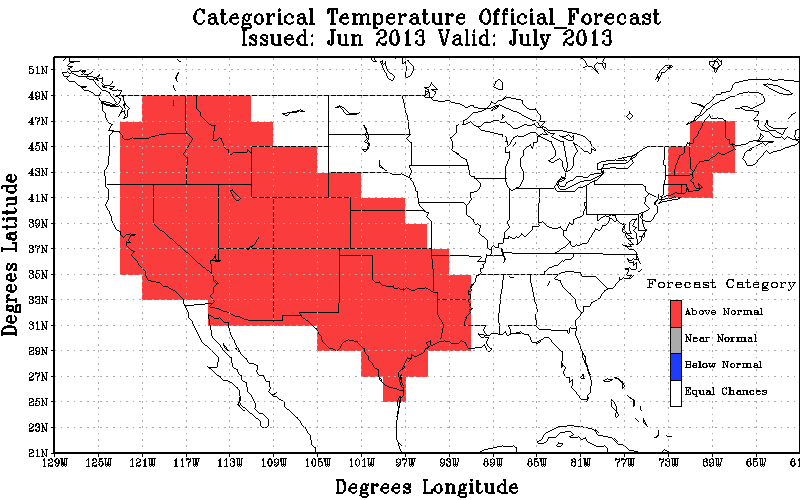 Categorical Temperature Official_Forecast
Issued: Jun 2013 Valid: July 2013
51N
49N
47N
45N
43N
41N
39N
37N
35N
33N
31N
29N
27N
25N
23N
21N
Degrees Latitude
Forecast Category
Above Normal
Near Normal
Below Normal
Equal Chances
129W 125W 121W 117W 113W 109W 105W 101W 97W 93W 89W 85W 81W 77W 73W 69W 65W 61
Degrees Longitude